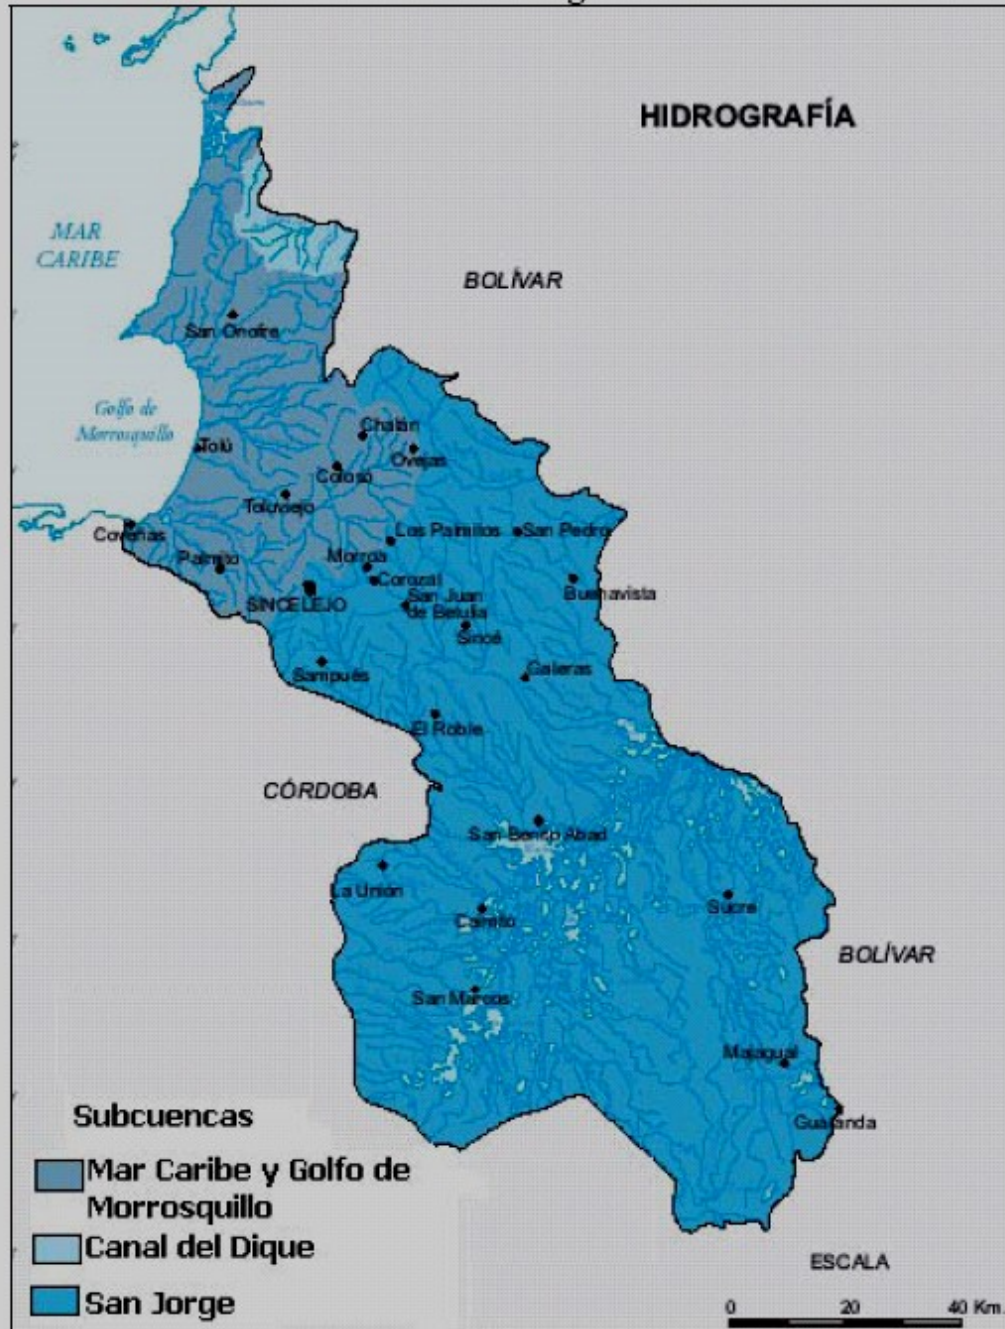 HIDROGRAFÍA
MAR
CARIBE
BOLÍVAR
San Onofre
Golfo de
Morrosquillo
Chalán
Tolú
Ovejas
Colosó
Toluviejo
Coveñas
Los Palmitos
San Pedro
Morroa
Palmito
Corozal
Buenavista
SINCELEJO
San Juan
de Betulia
Sincé
Sampués
Galeras
El Roble
CÓRDOBA
San Benito Abad
La Unión
Sucre
Caimito
BOLÍVAR
San Marcos
Majagual
Guaranda
Subcuencas
Mar Caribe y Golfo de
Morrosquillo
Canal del Dique
San Jorge
ESCALA
0 20 40 Km.